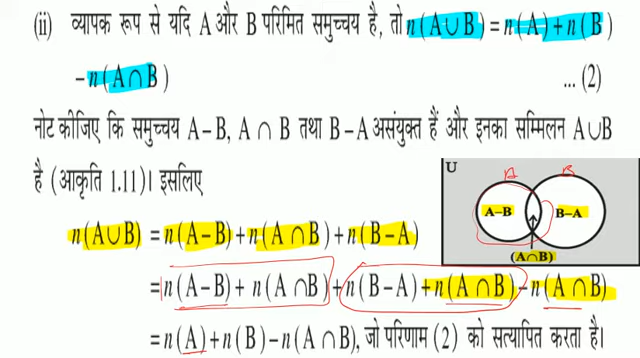 (ii) व्यापक रूप से यदि A और B परिमित समुच्चय है, तो n(A∪B) = n(A) + n(B)
– n(A∩B) ...(2)
नोट कीजिए कि समुच्चय A–B, A∩B तथा B–A असंयुक्त हैं और इनका सम्मिलन A∪B
है (आकृति 1.11)। इसलिए
U
A B
A–B B–A
(A∩B)
n(A∪B) = n(A–B) + n(A∩B) + n(B–A)
= n(A–B) + n(A∩B) + n(B–A) + n(A∩B) – n(A∩B)
= n(A) + n(B) – n(A∩B), जो परिणाम (2) को सत्यापित करता है।